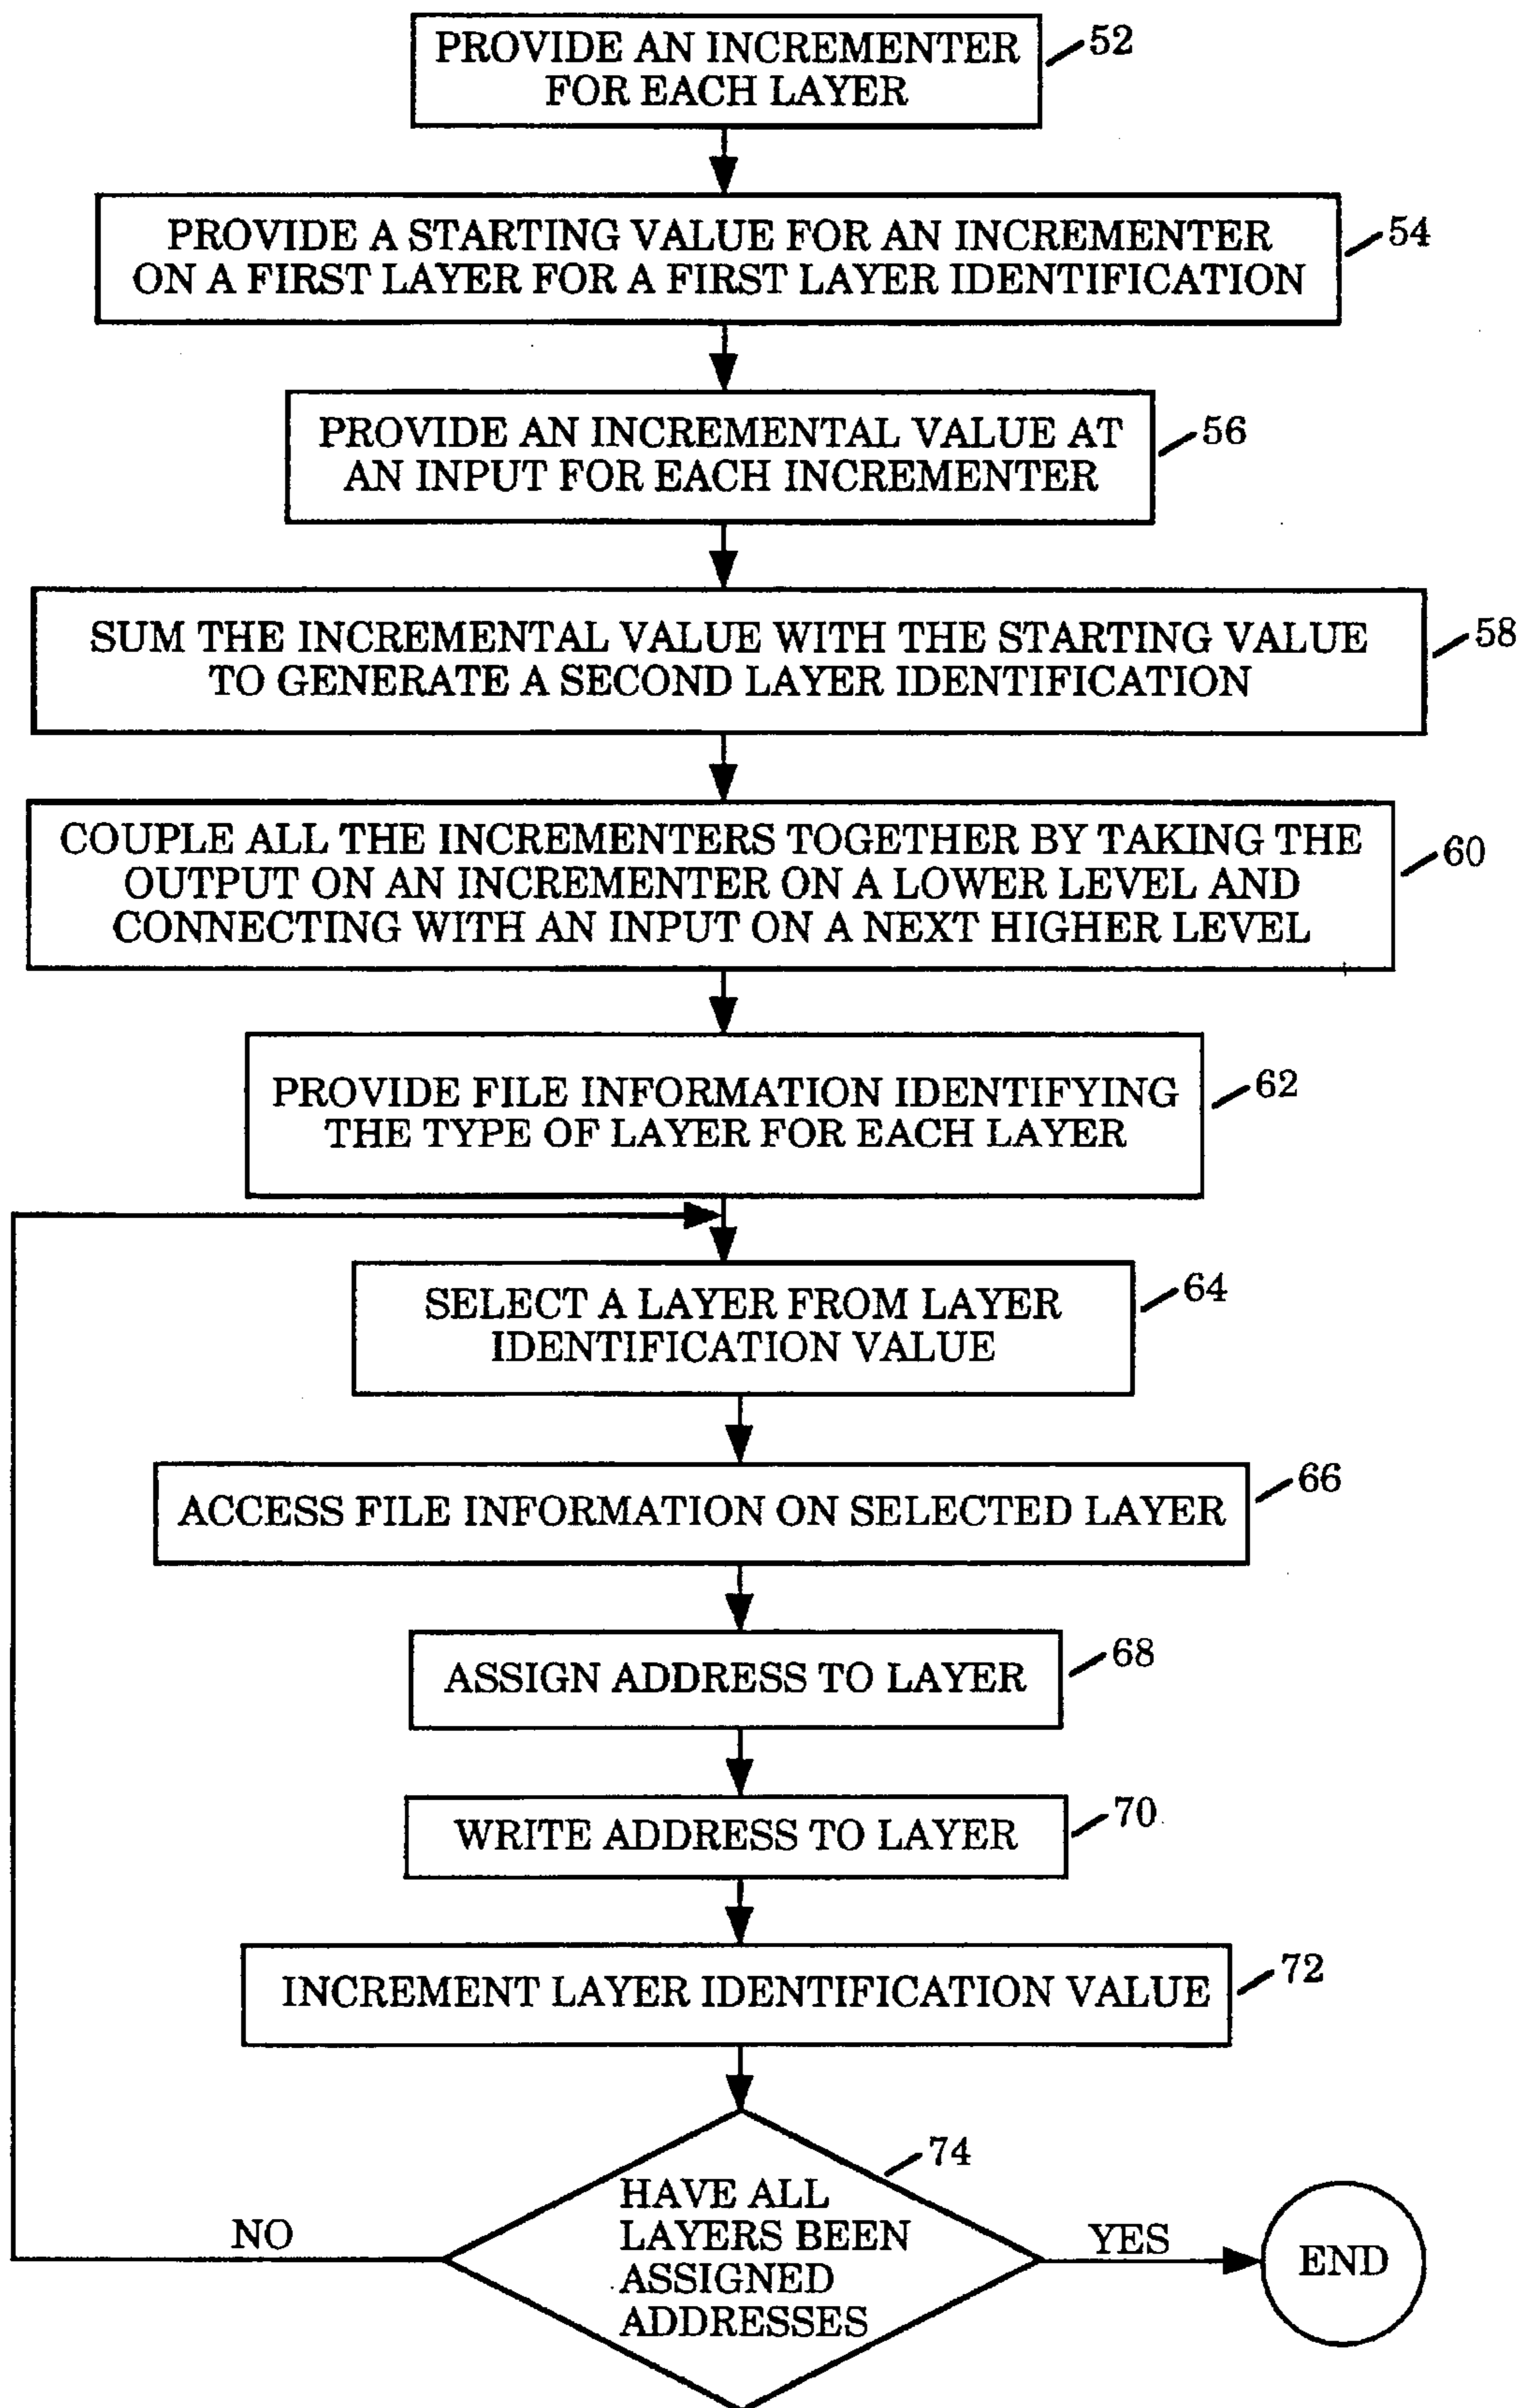 PROVIDE AN INCREMENTER
FOR EACH LAYER
52
PROVIDE A STARTING VALUE FOR AN INCREMENTER
ON A FIRST LAYER FOR A FIRST LAYER IDENTIFICATION
54
PROVIDE AN INCREMENTAL VALUE AT
AN INPUT FOR EACH INCREMENTER
56
SUM THE INCREMENTAL VALUE WITH THE STARTING VALUE
TO GENERATE A SECOND LAYER IDENTIFICATION
58
COUPLE ALL THE INCREMENTERS TOGETHER BY TAKING THE
OUTPUT ON AN INCREMENTER ON A LOWER LEVEL AND
CONNECTING WITH AN INPUT ON A NEXT HIGHER LEVEL
60
PROVIDE FILE INFORMATION IDENTIFYING
THE TYPE OF LAYER FOR EACH LAYER
62
SELECT A LAYER FROM LAYER
IDENTIFICATION VALUE
64
ACCESS FILE INFORMATION ON SELECTED LAYER
66
ASSIGN ADDRESS TO LAYER
68
WRITE ADDRESS TO LAYER
70
INCREMENT LAYER IDENTIFICATION VALUE
72
74
HAVE ALL
LAYERS BEEN
ASSIGNED
ADDRESSES
NO
YES
END